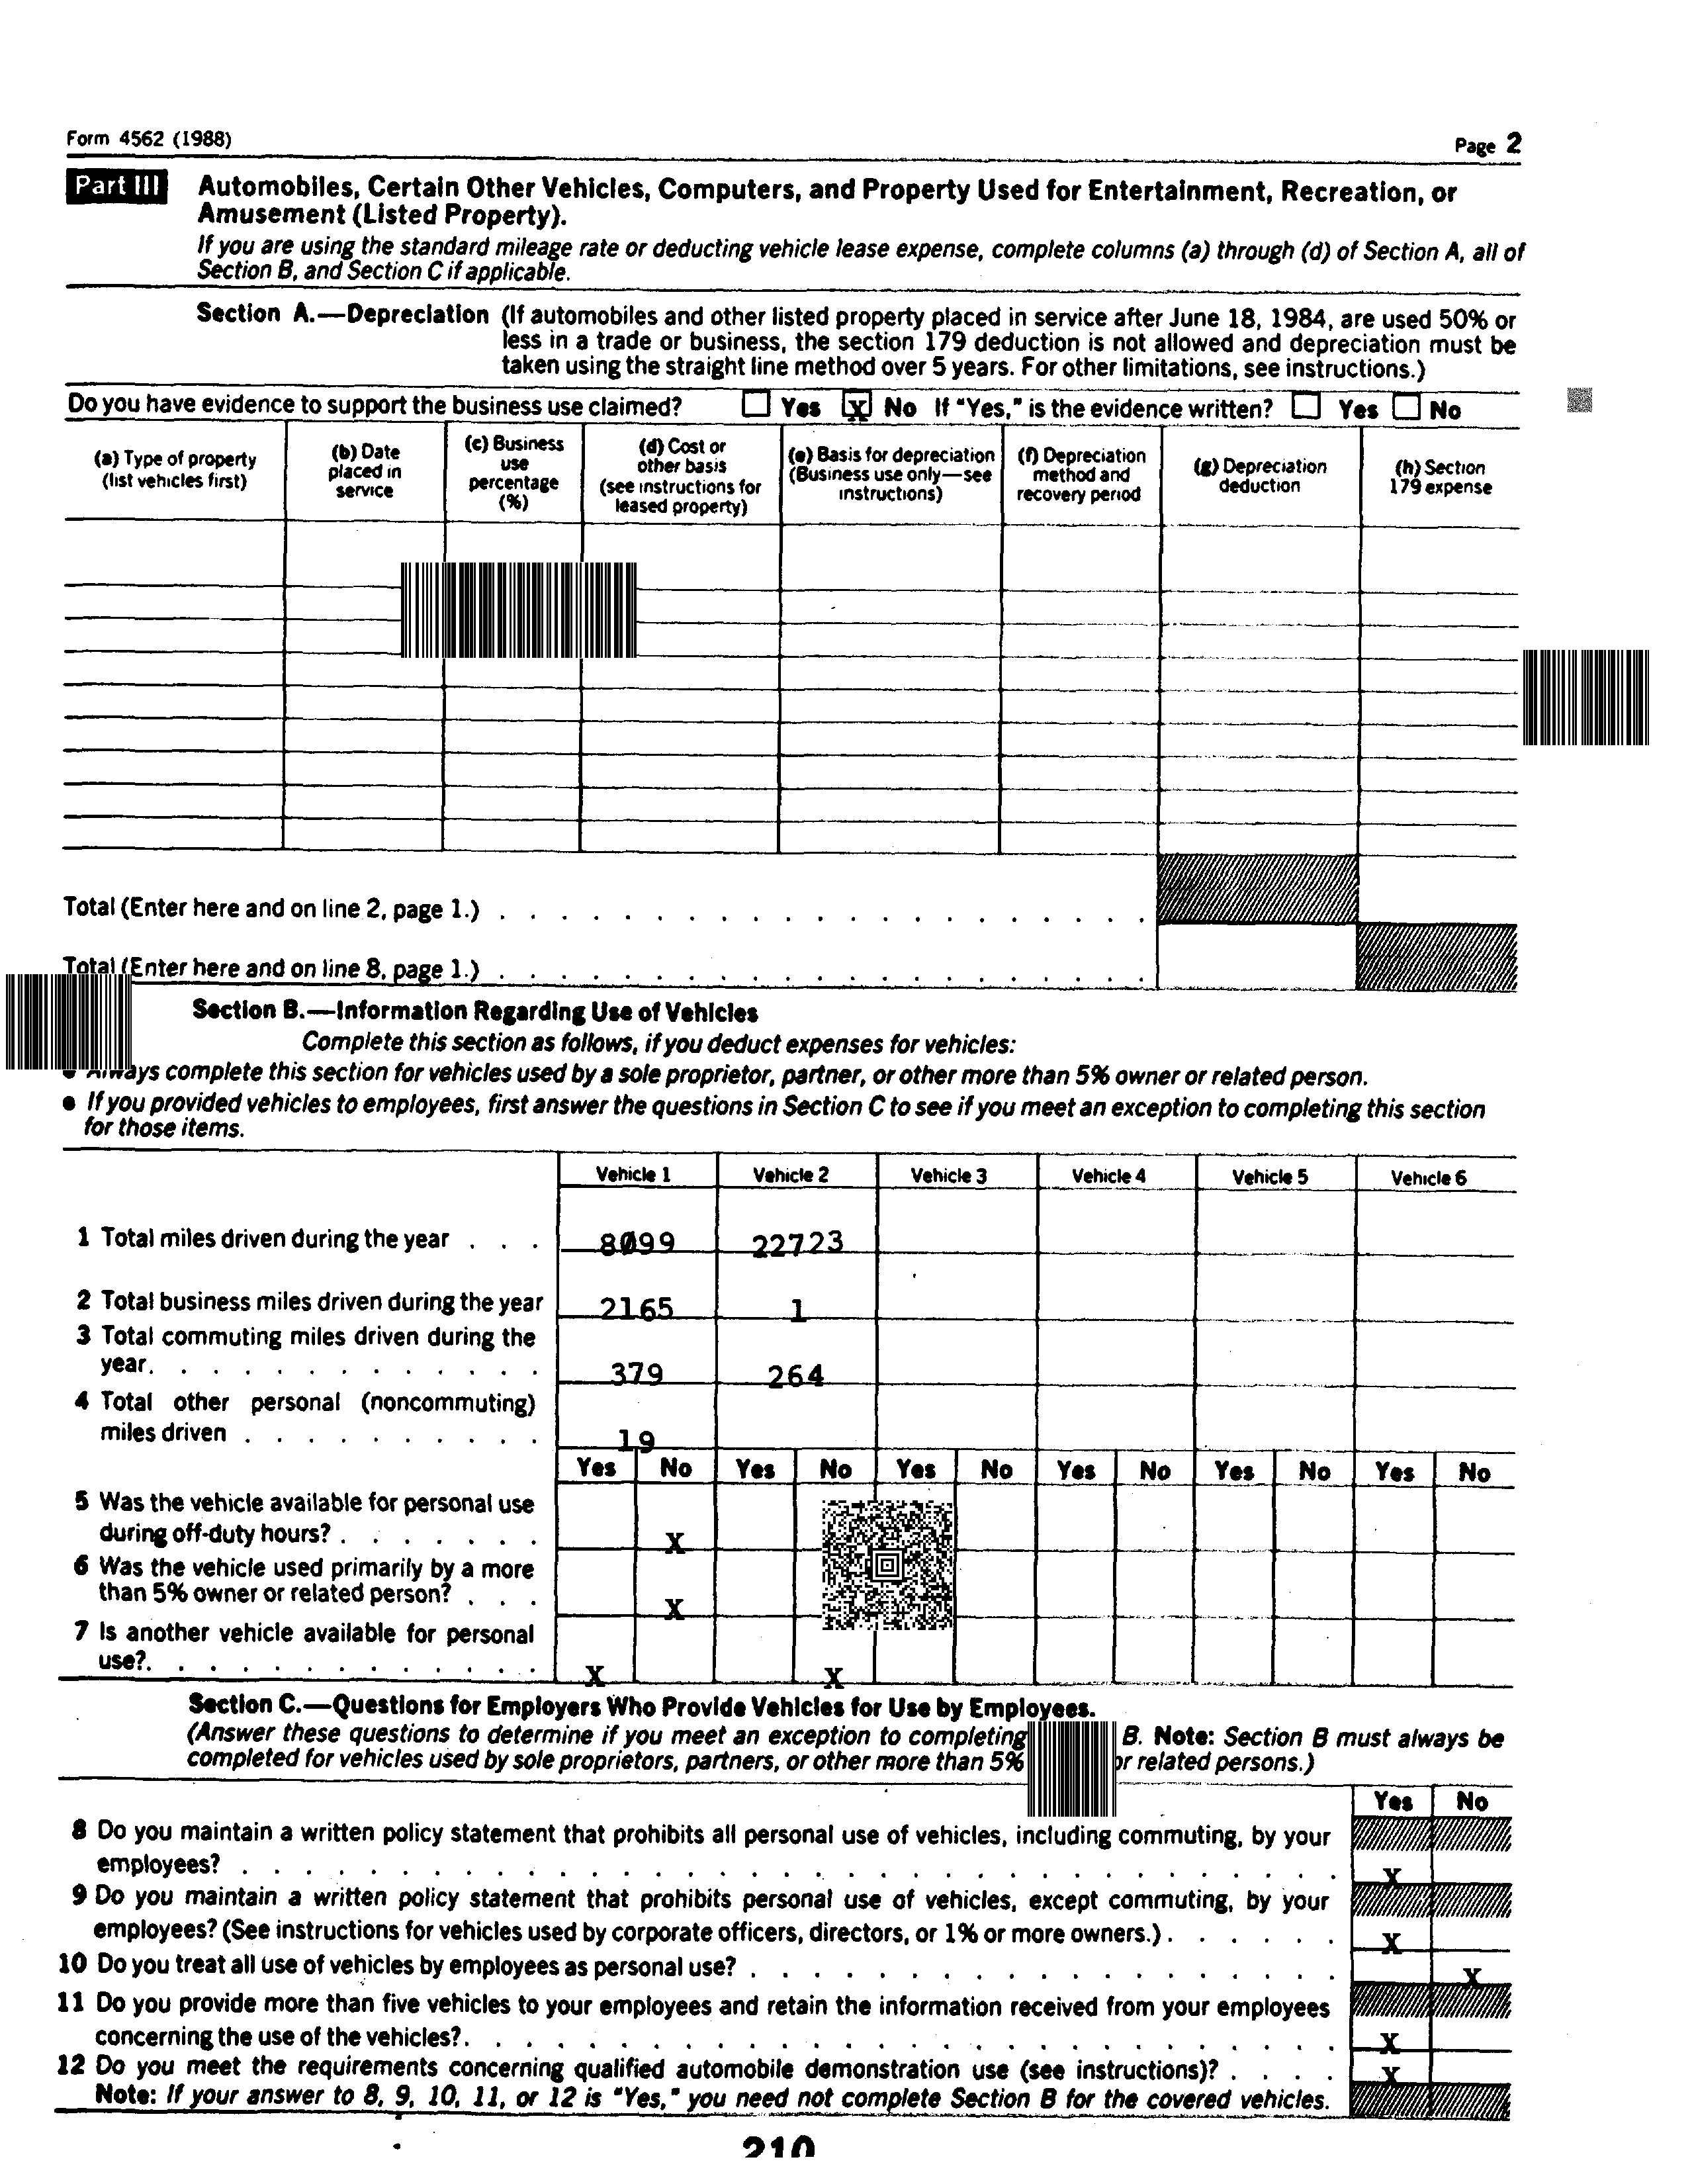 Form 4562 (1988)
Page 2
Part III Automobiles, Certain Other Vehicles, Computers, and Property Used for Entertainment, Recreation, or
Amusement (Listed Property).
If you are using the standard mileage rate or deducting vehicle lease expense, complete columns (a) through (d) of Section A, all of
Section B, and Section C if applicable.
Section A.—Depreciation (If automobiles and other listed property placed in service after June 18, 1984, are used 50% or
less in a trade or business, the section 179 deduction is not allowed and depreciation must be
taken using the straight line method over 5 years. For other limitations, see instructions.)
Do you have evidence to support the business use claimed? Yes X No If "Yes," is the evidence written? Yes No
(a) Type of property
(list vehicles first)
(b) Date
placed in
service
(c) Business
use
percentage
(%)
(d) Cost or
other basis
(see instructions for
leased property)
(e) Basis for depreciation
(Business use only—see
instructions)
(f) Depreciation
method and
recovery period
(g) Depreciation
deduction
(h) Section
179 expense
Total (Enter here and on line 2, page 1.) . . . . . . . . . . . . . . . . . . . . .
Total (Enter here and on line 8, page 1.) . . . . . . . . . . . . . . . . . . . . .
Section B.—Information Regarding Use of Vehicles
Complete this section as follows, if you deduct expenses for vehicles:
● Always complete this section for vehicles used by a sole proprietor, partner, or other more than 5% owner or related person.
● If you provided vehicles to employees, first answer the questions in Section C to see if you meet an exception to completing this section
for those items.
Vehicle 1 Vehicle 2 Vehicle 3 Vehicle 4 Vehicle 5 Vehicle 6
1 Total miles driven during the year . . . 8099 22723
2 Total business miles driven during the year 2165 1
3 Total commuting miles driven during the
year. . . . . . . . . . . . . 379 264
4 Total other personal (noncommuting)
miles driven . . . . . . . . . . 19
Yes No Yes No Yes No Yes No Yes No Yes No
5 Was the vehicle available for personal use
during off-duty hours? . . . . . . . X
6 Was the vehicle used primarily by a more
than 5% owner or related person? . . . X
7 Is another vehicle available for personal
use?. . . . . . . . . . . . . X X
Section C.—Questions for Employers Who Provide Vehicles for Use by Employees.
(Answer these questions to determine if you meet an exception to completing B. Note: Section B must always be
completed for vehicles used by sole proprietors, partners, or other more than 5% or related persons.)
Yes No
8 Do you maintain a written policy statement that prohibits all personal use of vehicles, including commuting, by your
employees? . . . . . . . . . . . . . . . . . . . . . . . . . . . . . . . . . . . X
9 Do you maintain a written policy statement that prohibits personal use of vehicles, except commuting, by your
employees? (See instructions for vehicles used by corporate officers, directors, or 1% or more owners.) . . . . . . X
10 Do you treat all use of vehicles by employees as personal use? . . . . . . . . . . . . . . . . . . . X
11 Do you provide more than five vehicles to your employees and retain the information received from your employees
concerning the use of the vehicles?. . . . . . . . . . . . . . . . . . . . . . . . . . . . X
12 Do you meet the requirements concerning qualified automobile demonstration use (see instructions)? . . . . X
Note: If your answer to 8, 9, 10, 11, or 12 is "Yes," you need not complete Section B for the covered vehicles.
210